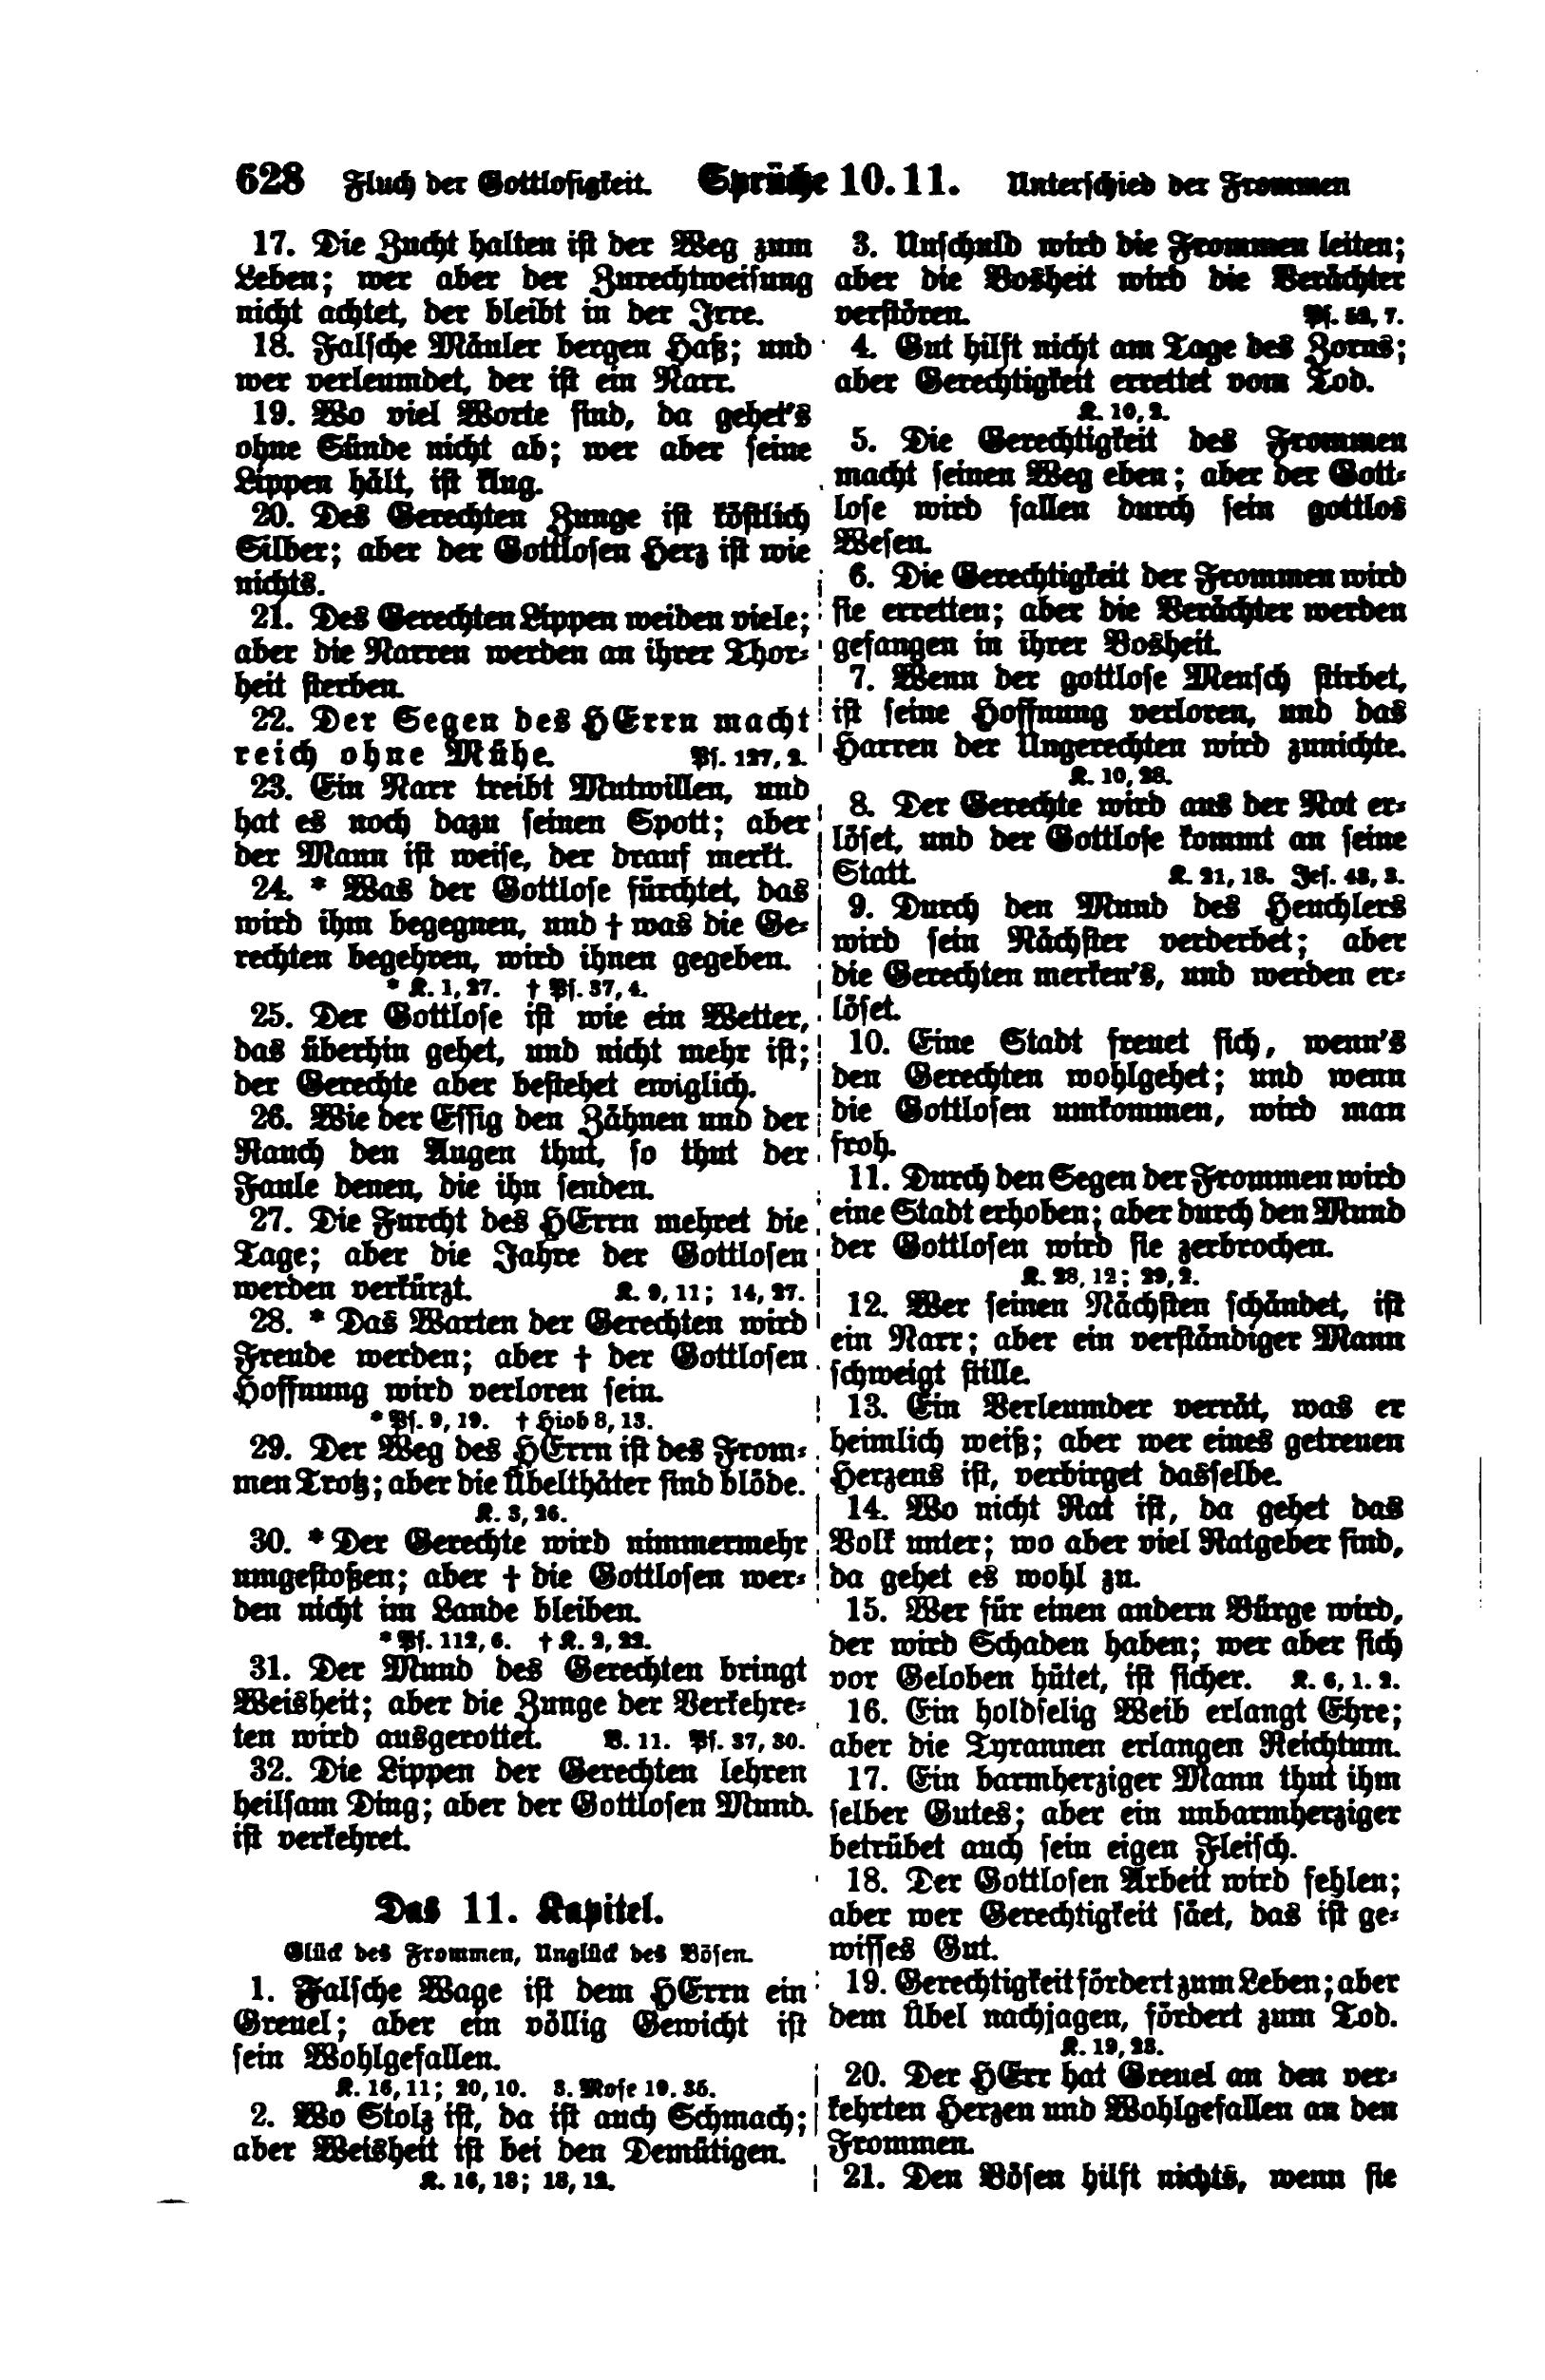 628 Fluch der Gottlosigkeit. Sprüche 10. 11. Unterschied der Frommen
17. Die Zucht halten ist der Weg zum
Leben; wer aber der Zurechtweisung
nicht achtet, der bleibt in der Irre.
18. Falsche Mäuler bergen Haß; und
wer verleumdet, der ist ein Narr.
19. Wo viel Worte sind, da gehet's
ohne Sünde nicht ab; wer aber seine
Lippen hält, ist klug.
20. Des Gerechten Zunge ist köstlich
Silber; aber der Gottlosen Herz ist wie
nichts.
21. Des Gerechten Lippen weiden viele;
aber die Narren werden an ihrer Thor-
heit sterben.
22. Der Segen des HErrn macht
reich ohne Mühe. Ps. 127, 2.
23. Ein Narr treibt Mutwillen, und
hat es noch dazu seinen Spott; aber
der Mann ist weise, der drauf merkt.
24. * Was der Gottlose fürchtet, das
wird ihm begegnen, und † was die Ge-
rechten begehren, wird ihnen gegeben.
* K. 1, 27. † Ps. 37, 4.
25. Der Gottlose ist wie ein Wetter,
das überhin gehet, und nicht mehr ist;
der Gerechte aber bestehet ewiglich.
26. Wie der Essig den Zähnen und der
Rauch den Augen thut, so thut der
Faule denen, die ihn senden.
27. Die Furcht des HErrn mehret die
Tage; aber die Jahre der Gottlosen
werden verkürzt. K. 9, 11; 14, 27.
28. * Das Warten der Gerechten wird
Freude werden; aber † der Gottlosen
Hoffnung wird verloren sein.
* Ps. 9, 19. † Hiob 8, 13.
29. Der Weg des HErrn ist des From-
men Trotz; aber die Übelthäter sind blöde.
K. 3, 26.
30. * Der Gerechte wird nimmermehr
umgestoßen; aber † die Gottlosen wer-
den nicht im Lande bleiben.
* Ps. 112, 6. † K. 2, 22.
31. Der Mund des Gerechten bringt
Weisheit; aber die Zunge der Verkehre-
ten wird ausgerottet. V. 11. Ps. 37, 30.
32. Die Lippen der Gerechten lehren
heilsam Ding; aber der Gottlosen Mund
ist verkehret.
Das 11. Kapitel.
Glück des Frommen, Unglück des Bösen.
1. Falsche Wage ist dem HErrn ein
Greuel; aber ein völlig Gewicht ist
sein Wohlgefallen.
K. 16, 11; 20, 10. 3. Mose 19. 36.
2. Wo Stolz ist, da ist auch Schmach;
aber Weisheit ist bei den Demütigen.
K. 16, 18; 18, 12.
3. Unschuld wird die Frommen leiten;
aber die Bosheit wird die Verächter
verstören. Ps. 52, 7.
4. Gut hilft nicht am Tage des Zorns;
aber Gerechtigkeit errettet vom Tod.
K. 10, 2.
5. Die Gerechtigkeit des Frommen
macht seinen Weg eben; aber der Gott-
lose wird fallen durch sein gottlos
Wesen.
6. Die Gerechtigkeit der Frommen wird
sie erretten; aber die Verächter werden
gefangen in ihrer Bosheit.
7. Wenn der gottlose Mensch stirbet,
ist seine Hoffnung verloren, und das
Harren der Ungerechten wird zunichte.
K. 10, 28.
8. Der Gerechte wird aus der Not er-
löset, und der Gottlose kommt an seine
Statt. K. 21, 18. Jes. 43, 3.
9. Durch den Mund des Heuchlers
wird sein Nächster verderbet; aber
die Gerechten merken's, und werden er-
löset.
10. Eine Stadt freuet sich, wenn's
den Gerechten wohlgehet; und wenn
die Gottlosen umkommen, wird man
froh.
11. Durch den Segen der Frommen wird
eine Stadt erhoben; aber durch den Mund
der Gottlosen wird sie zerbrochen.
K. 28, 12; 29, 2.
12. Wer seinen Nächsten schändet, ist
ein Narr; aber ein verständiger Mann
schweigt stille.
13. Ein Verleumder verrät, was er
heimlich weiß; aber wer eines getreuen
Herzens ist, verbirget dasselbe.
14. Wo nicht Rat ist, da gehet das
Volk unter; wo aber viel Ratgeber sind,
da gehet es wohl zu.
15. Wer für einen andern Bürge wird,
der wird Schaden haben; wer aber sich
vor Geloben hütet, ist sicher. K. 6, 1. 2.
16. Ein holdselig Weib erlangt Ehre;
aber die Tyrannen erlangen Reichtum.
17. Ein barmherziger Mann thut ihm
selber Gutes; aber ein unbarmherziger
betrübet auch sein eigen Fleisch.
18. Der Gottlosen Arbeit wird fehlen;
aber wer Gerechtigkeit säet, das ist ge-
wisses Gut.
19. Gerechtigkeit fördert zum Leben; aber
dem Übel nachjagen, fördert zum Tod.
K. 19, 23.
20. Der HErr hat Greuel an den ver-
kehrten Herzen und Wohlgefallen an den
Frommen.
21. Den Bösen hilft nichts, wenn sie